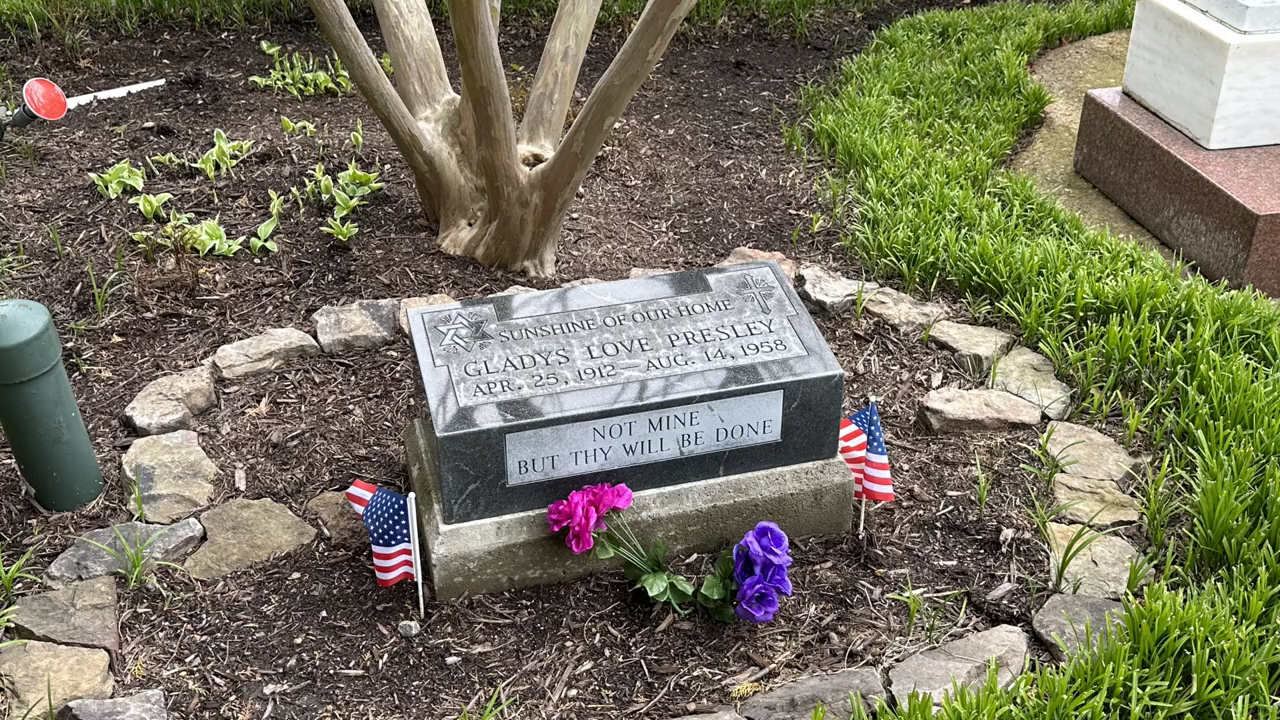 SUNSHINE OF OUR HOME
GLADYS LOVE PRESLEY
APR. 25, 1912 — AUG. 14, 1958
NOT MINE
BUT THY WILL BE DONE